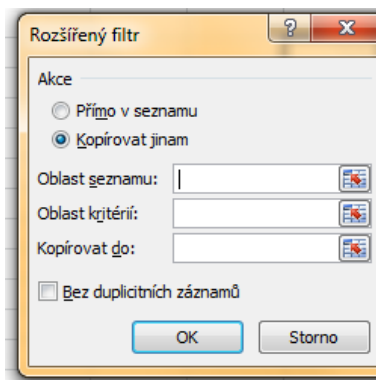 Rozšířený filtr
Akce
Přímo v seznamu
Kopírovat jinam
Oblast seznamu:
Oblast kritérií:
Kopírovat do:
Bez duplicitních záznamů
OK Storno